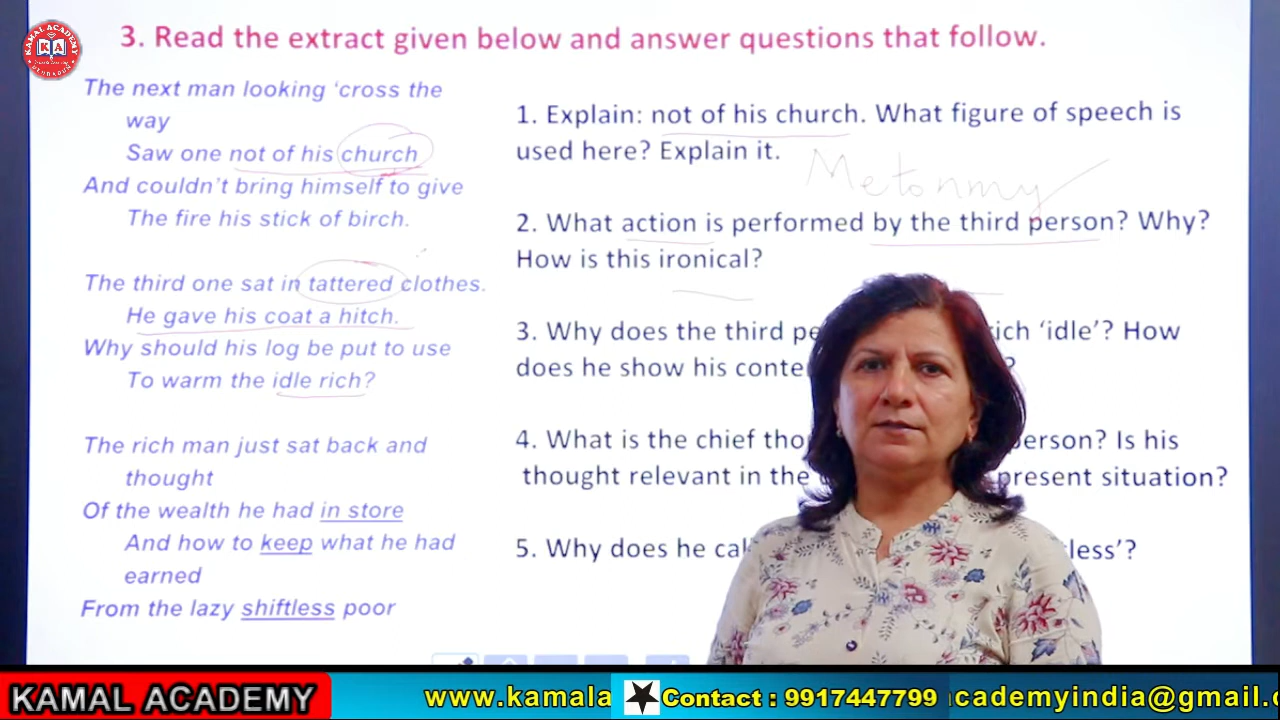 KAMAL ACADEMY
KA
DEHRADUN
3. Read the extract given below and answer questions that follow.
The next man looking ‘cross the
way
Saw one not of his church
And couldn’t bring himself to give
The fire his stick of birch.
The third one sat in tattered clothes.
He gave his coat a hitch.
Why should his log be put to use
To warm the idle rich?
The rich man just sat back and
thought
Of the wealth he had in store
And how to keep what he had
earned
From the lazy shiftless poor
1. Explain: not of his church. What figure of speech is
used here? Explain it.
Metonmy
2. What action is performed by the third person? Why?
How is this ironical?
3. Why does the third pe rich ‘idle’? How
does he show his conte ?
4. What is the chief tho person? Is his
thought relevant in the present situation?
5. Why does he cal less’?
KAMAL ACADEMY
www.kamala
Contact : 9917447799
cademyindia@gmail.c